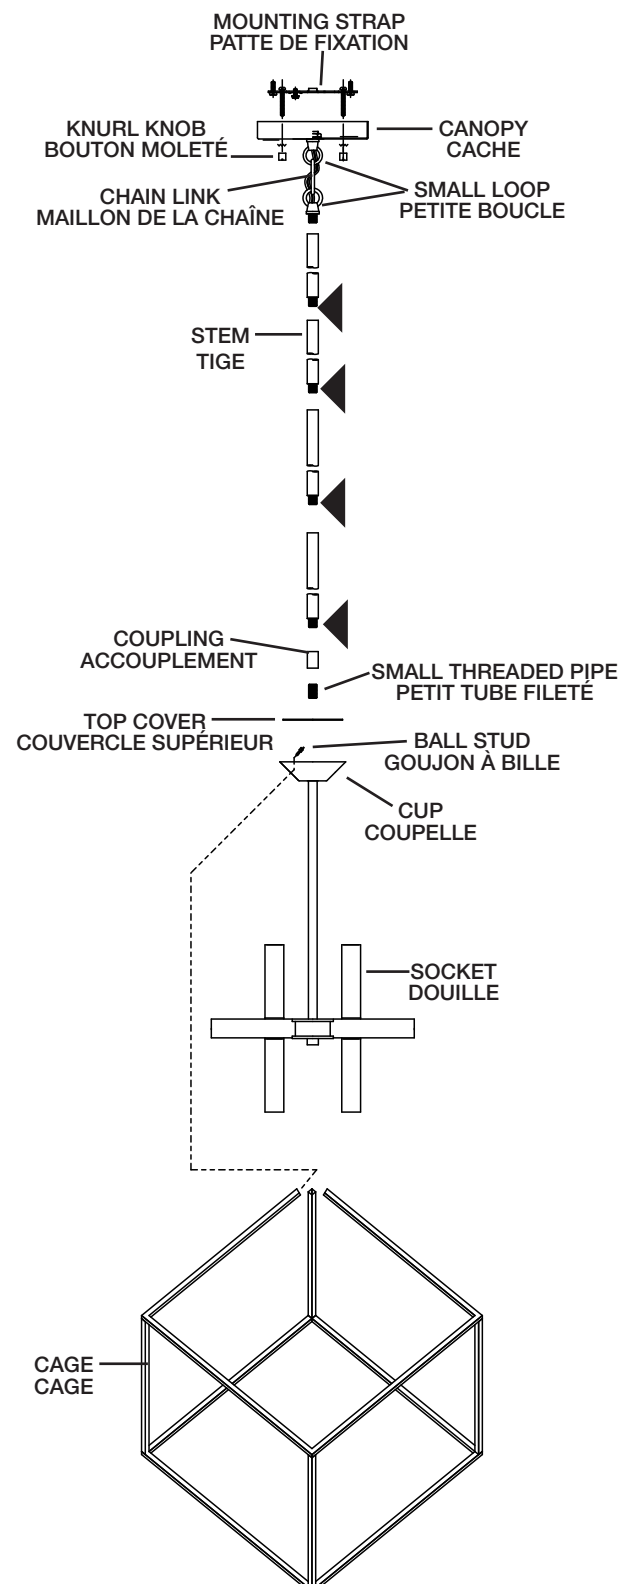 MOUNTING STRAP
PATTE DE FIXATION
KNURL KNOB
BOUTON MOLETÉ
CANOPY
CACHE
CHAIN LINK
MAILLON DE LA CHAÎNE
SMALL LOOP
PETITE BOUCLE
STEM
TIGE
COUPLING
ACCOUPLEMENT
SMALL THREADED PIPE
PETIT TUBE FILETÉ
TOP COVER
COUVERCLE SUPÉRIEUR
BALL STUD
GOUJON À BILLE
CUP
COUPELLE
SOCKET
DOUILLE
CAGE
CAGE